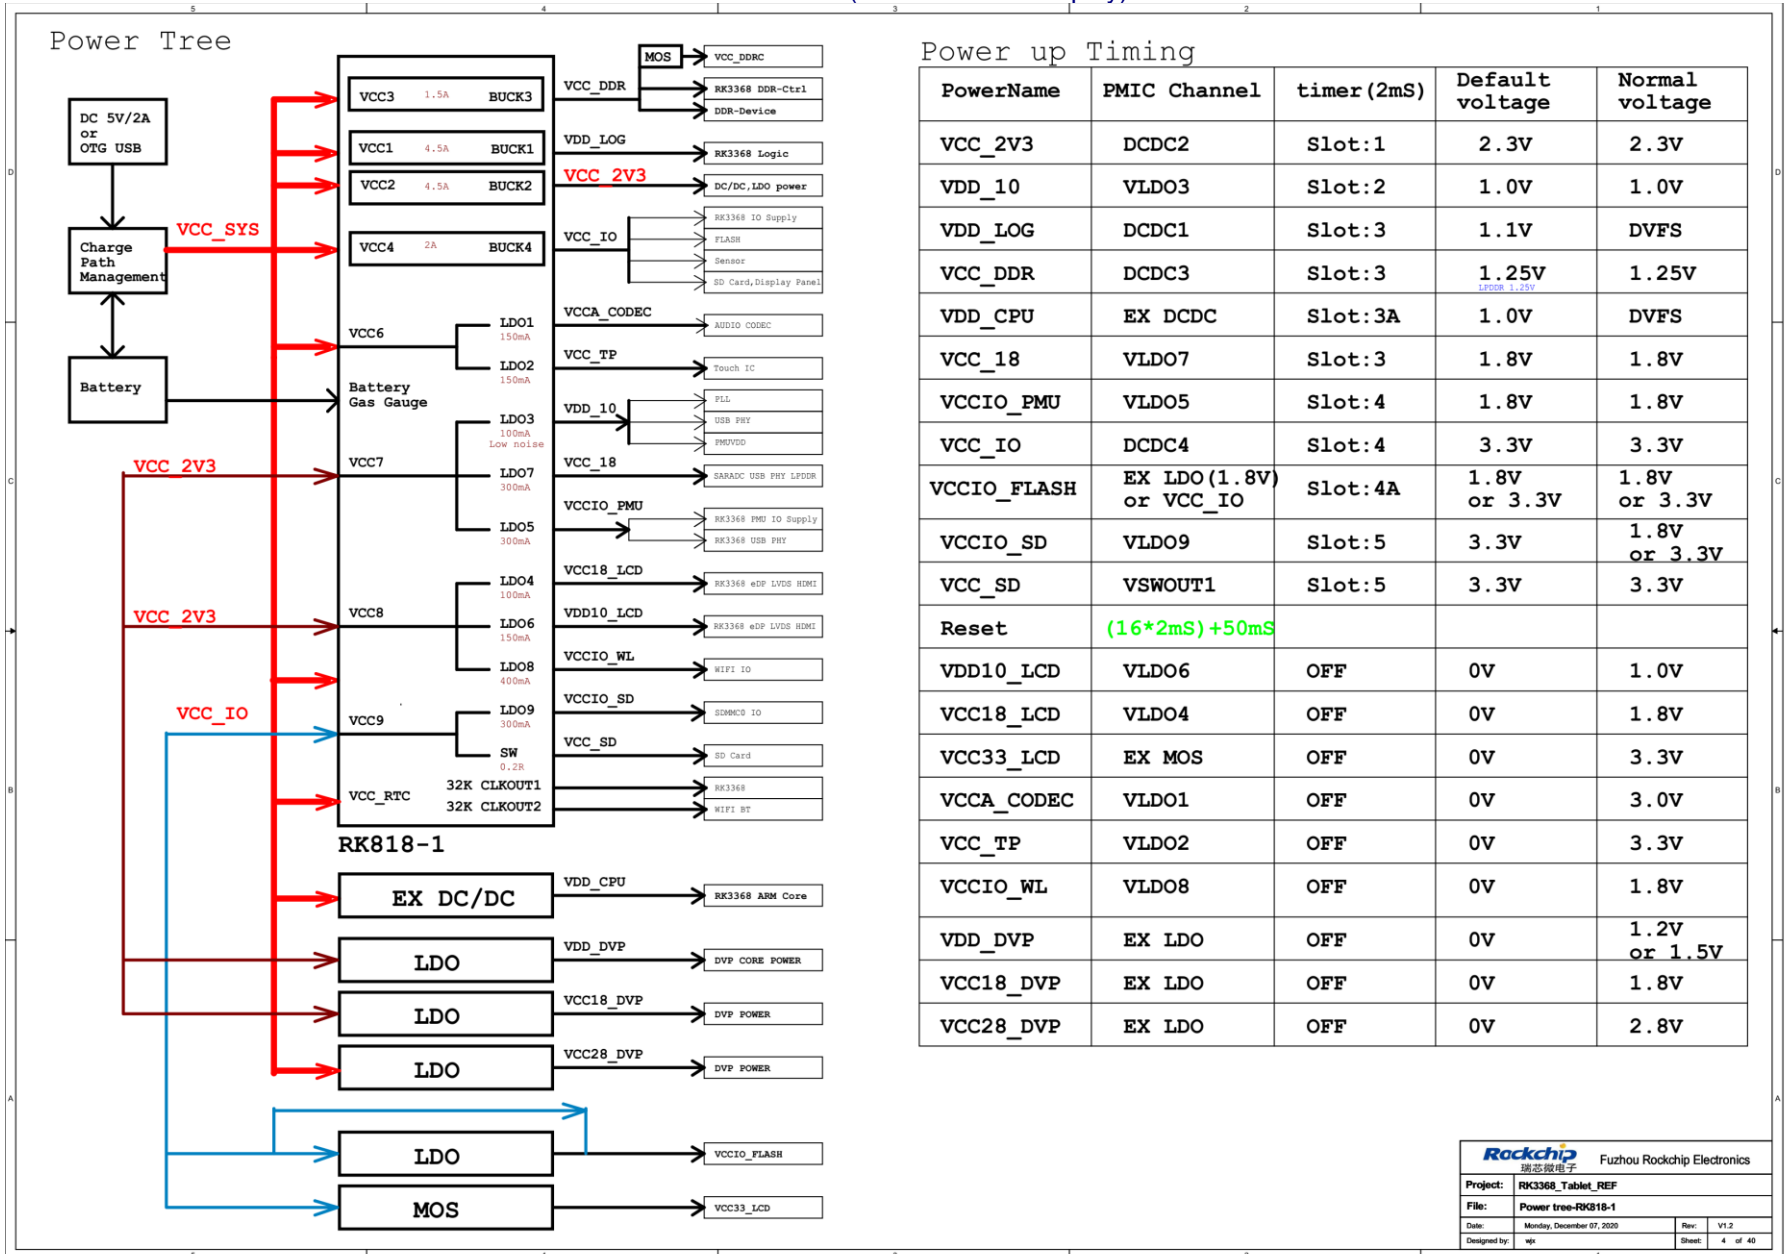 Power Tree
DC 5V/2A
or
OTG USB
Charge
Path
Management
Battery
VCC_SYS
VCC_2V3
VCC_2V3
VCC_IO
VCC3 1.5A BUCK3
VCC1 4.5A BUCK1
VCC2 4.5A BUCK2
VCC4 2A BUCK4
VCC6
LDO1
150mA
LDO2
150mA
Battery
Gas Gauge
VCC7
LDO3
100mA
Low noise
LDO7
300mA
LDO5
300mA
VCC8
LDO4
100mA
LDO6
150mA
LDO8
400mA
VCC9
LDO9
300mA
SW
0.2R
VCC_RTC
32K CLKOUT1
32K CLKOUT2
RK818-1
EX DC/DC
LDO
LDO
LDO
LDO
MOS
VCC_DDR
MOS
VCC_DDRC
RK3368 DDR-Ctrl
DDR-Device
VDD_LOG
RK3368 Logic
VCC_2V3
DC/DC,LDO power
VCC_IO
RK3368 IO Supply
FLASH
Sensor
SD Card,Display Panel
VCCA_CODEC
AUDIO CODEC
VCC_TP
Touch IC
VDD_10
PLL
USB PHY
PMUVDD
VCC_18
SARADC USB PHY LPDDR
VCCIO_PMU
RK3368 PMU IO Supply
RK3368 USB PHY
VCC18_LCD
RK3368 eDP LVDS HDMI
VDD10_LCD
RK3368 eDP LVDS HDMI
VCCIO_WL
WIFI IO
VCCIO_SD
SDMMC0 IO
VCC_SD
SD Card
RK3368
WIFI BT
VDD_CPU
RK3368 ARM Core
VDD_DVP
DVP CORE POWER
VCC18_DVP
DVP POWER
VCC28_DVP
DVP POWER
VCCIO_FLASH
VCC33_LCD
Power up Timing
PowerName PMIC Channel timer(2mS) Default voltage Normal voltage
VCC_2V3 DCDC2 Slot:1 2.3V 2.3V
VDD_10 VLDO3 Slot:2 1.0V 1.0V
VDD_LOG DCDC1 Slot:3 1.1V DVFS
VCC_DDR DCDC3 Slot:3 1.25V 1.25V
LPDDR 1.25V
VDD_CPU EX DCDC Slot:3A 1.0V DVFS
VCC_18 VLDO7 Slot:3 1.8V 1.8V
VCCIO_PMU VLDO5 Slot:4 1.8V 1.8V
VCC_IO DCDC4 Slot:4 3.3V 3.3V
VCCIO_FLASH EX LDO(1.8V) or VCC_IO Slot:4A 1.8V or 3.3V 1.8V or 3.3V
VCCIO_SD VLDO9 Slot:5 3.3V 1.8V or 3.3V
VCC_SD VSWOUT1 Slot:5 3.3V 3.3V
Reset (16*2mS)+50mS
VDD10_LCD VLDO6 OFF 0V 1.0V
VCC18_LCD VLDO4 OFF 0V 1.8V
VCC33_LCD EX MOS OFF 0V 3.3V
VCCA_CODEC VLDO1 OFF 0V 3.0V
VCC_TP VLDO2 OFF 0V 3.3V
VCCIO_WL VLDO8 OFF 0V 1.8V
VDD_DVP EX LDO OFF 0V 1.2V or 1.5V
VCC18_DVP EX LDO OFF 0V 1.8V
VCC28_DVP EX LDO OFF 0V 2.8V
Rockchip
瑞芯微电子
Fuzhou Rockchip Electronics
Project: RK3368_Tablet_REF
File: Power tree-RK818-1
Date: Monday, December 07, 2020 Rev: V1.2
Designed by: wjx Sheet: 4 of 40